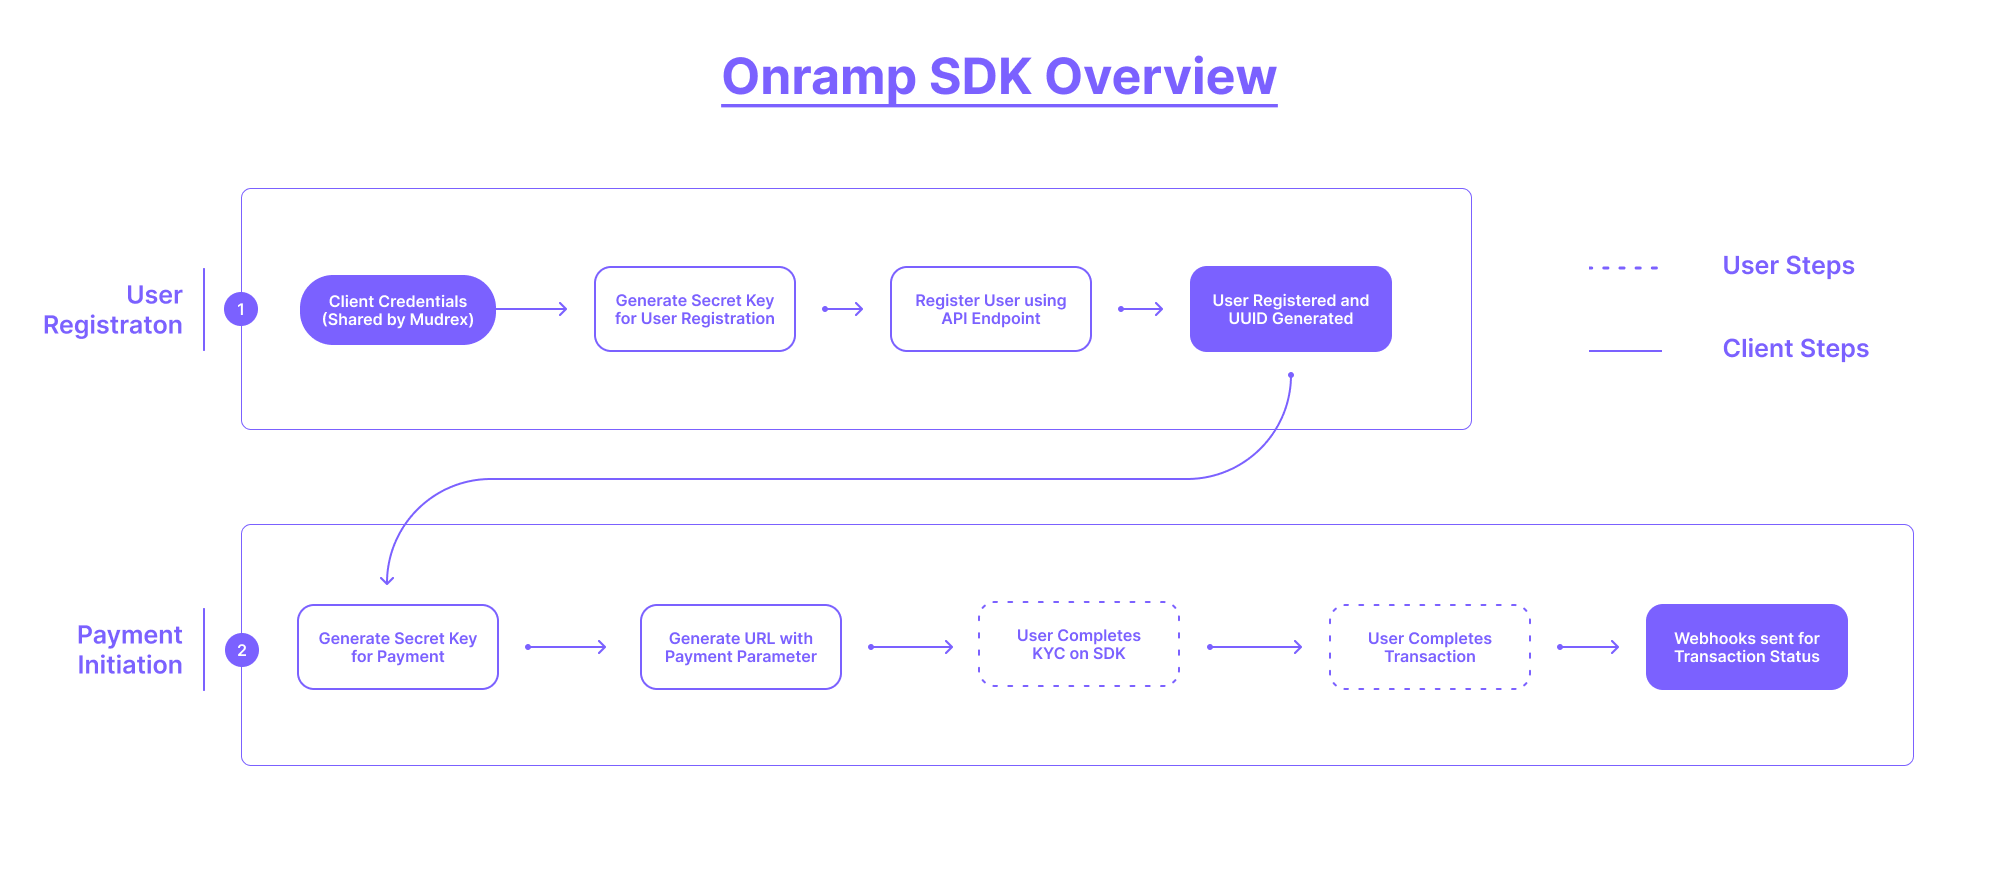 Onramp SDK Overview
User
Registraton
1
Client Credentials
(Shared by Mudrex)
Generate Secret Key
for User Registration
Register User using
API Endpoint
User Registered and
UUID Generated
User Steps
Client Steps
Payment
Initiation
2
Generate Secret Key
for Payment
Generate URL with
Payment Parameter
User Completes
KYC on SDK
User Completes
Transaction
Webhooks sent for
Transaction Status